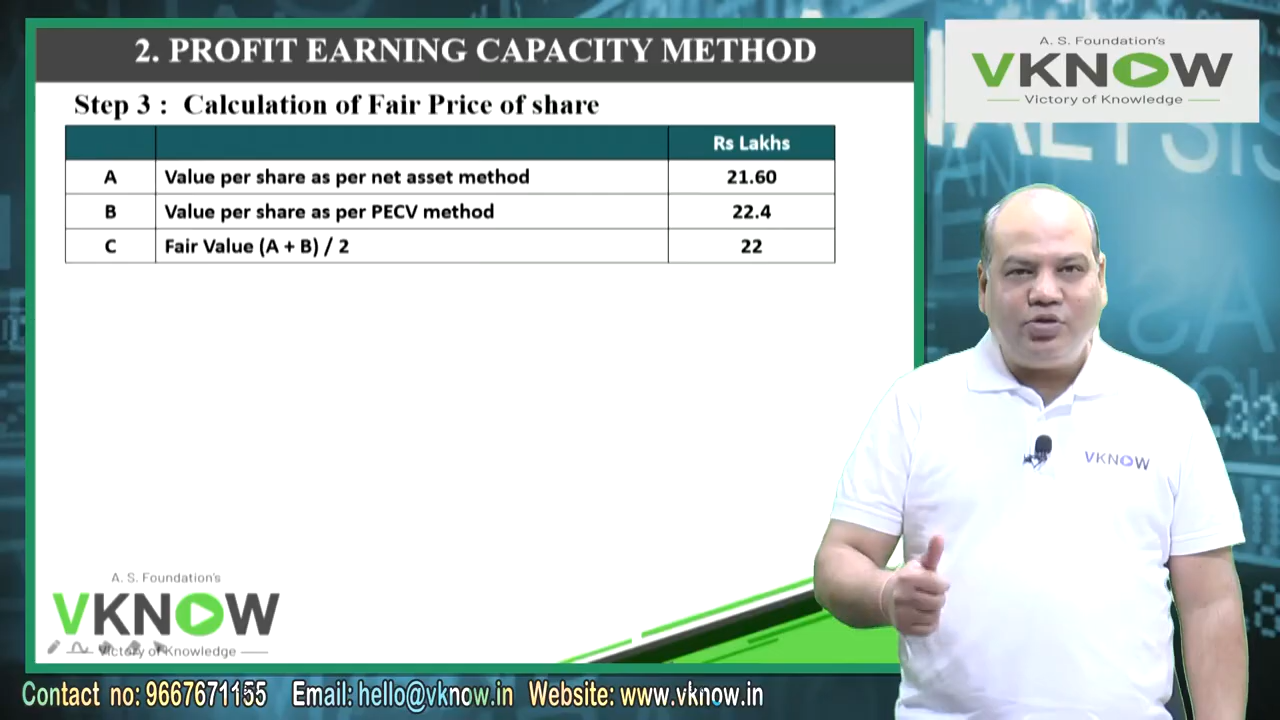 2. PROFIT EARNING CAPACITY METHOD
Step 3 : Calculation of Fair Price of share
Rs Lakhs
A Value per share as per net asset method 21.60
B Value per share as per PECV method 22.4
C Fair Value (A + B) / 2 22
A. S. Foundation's
VKNOW
Victory of Knowledge
A. S. Foundation's
VKNOW
Victory of Knowledge
VKNOW
ANALYSIS
Contact no: 9667671155 Email: hello@vknow.in Website: www.vknow.in